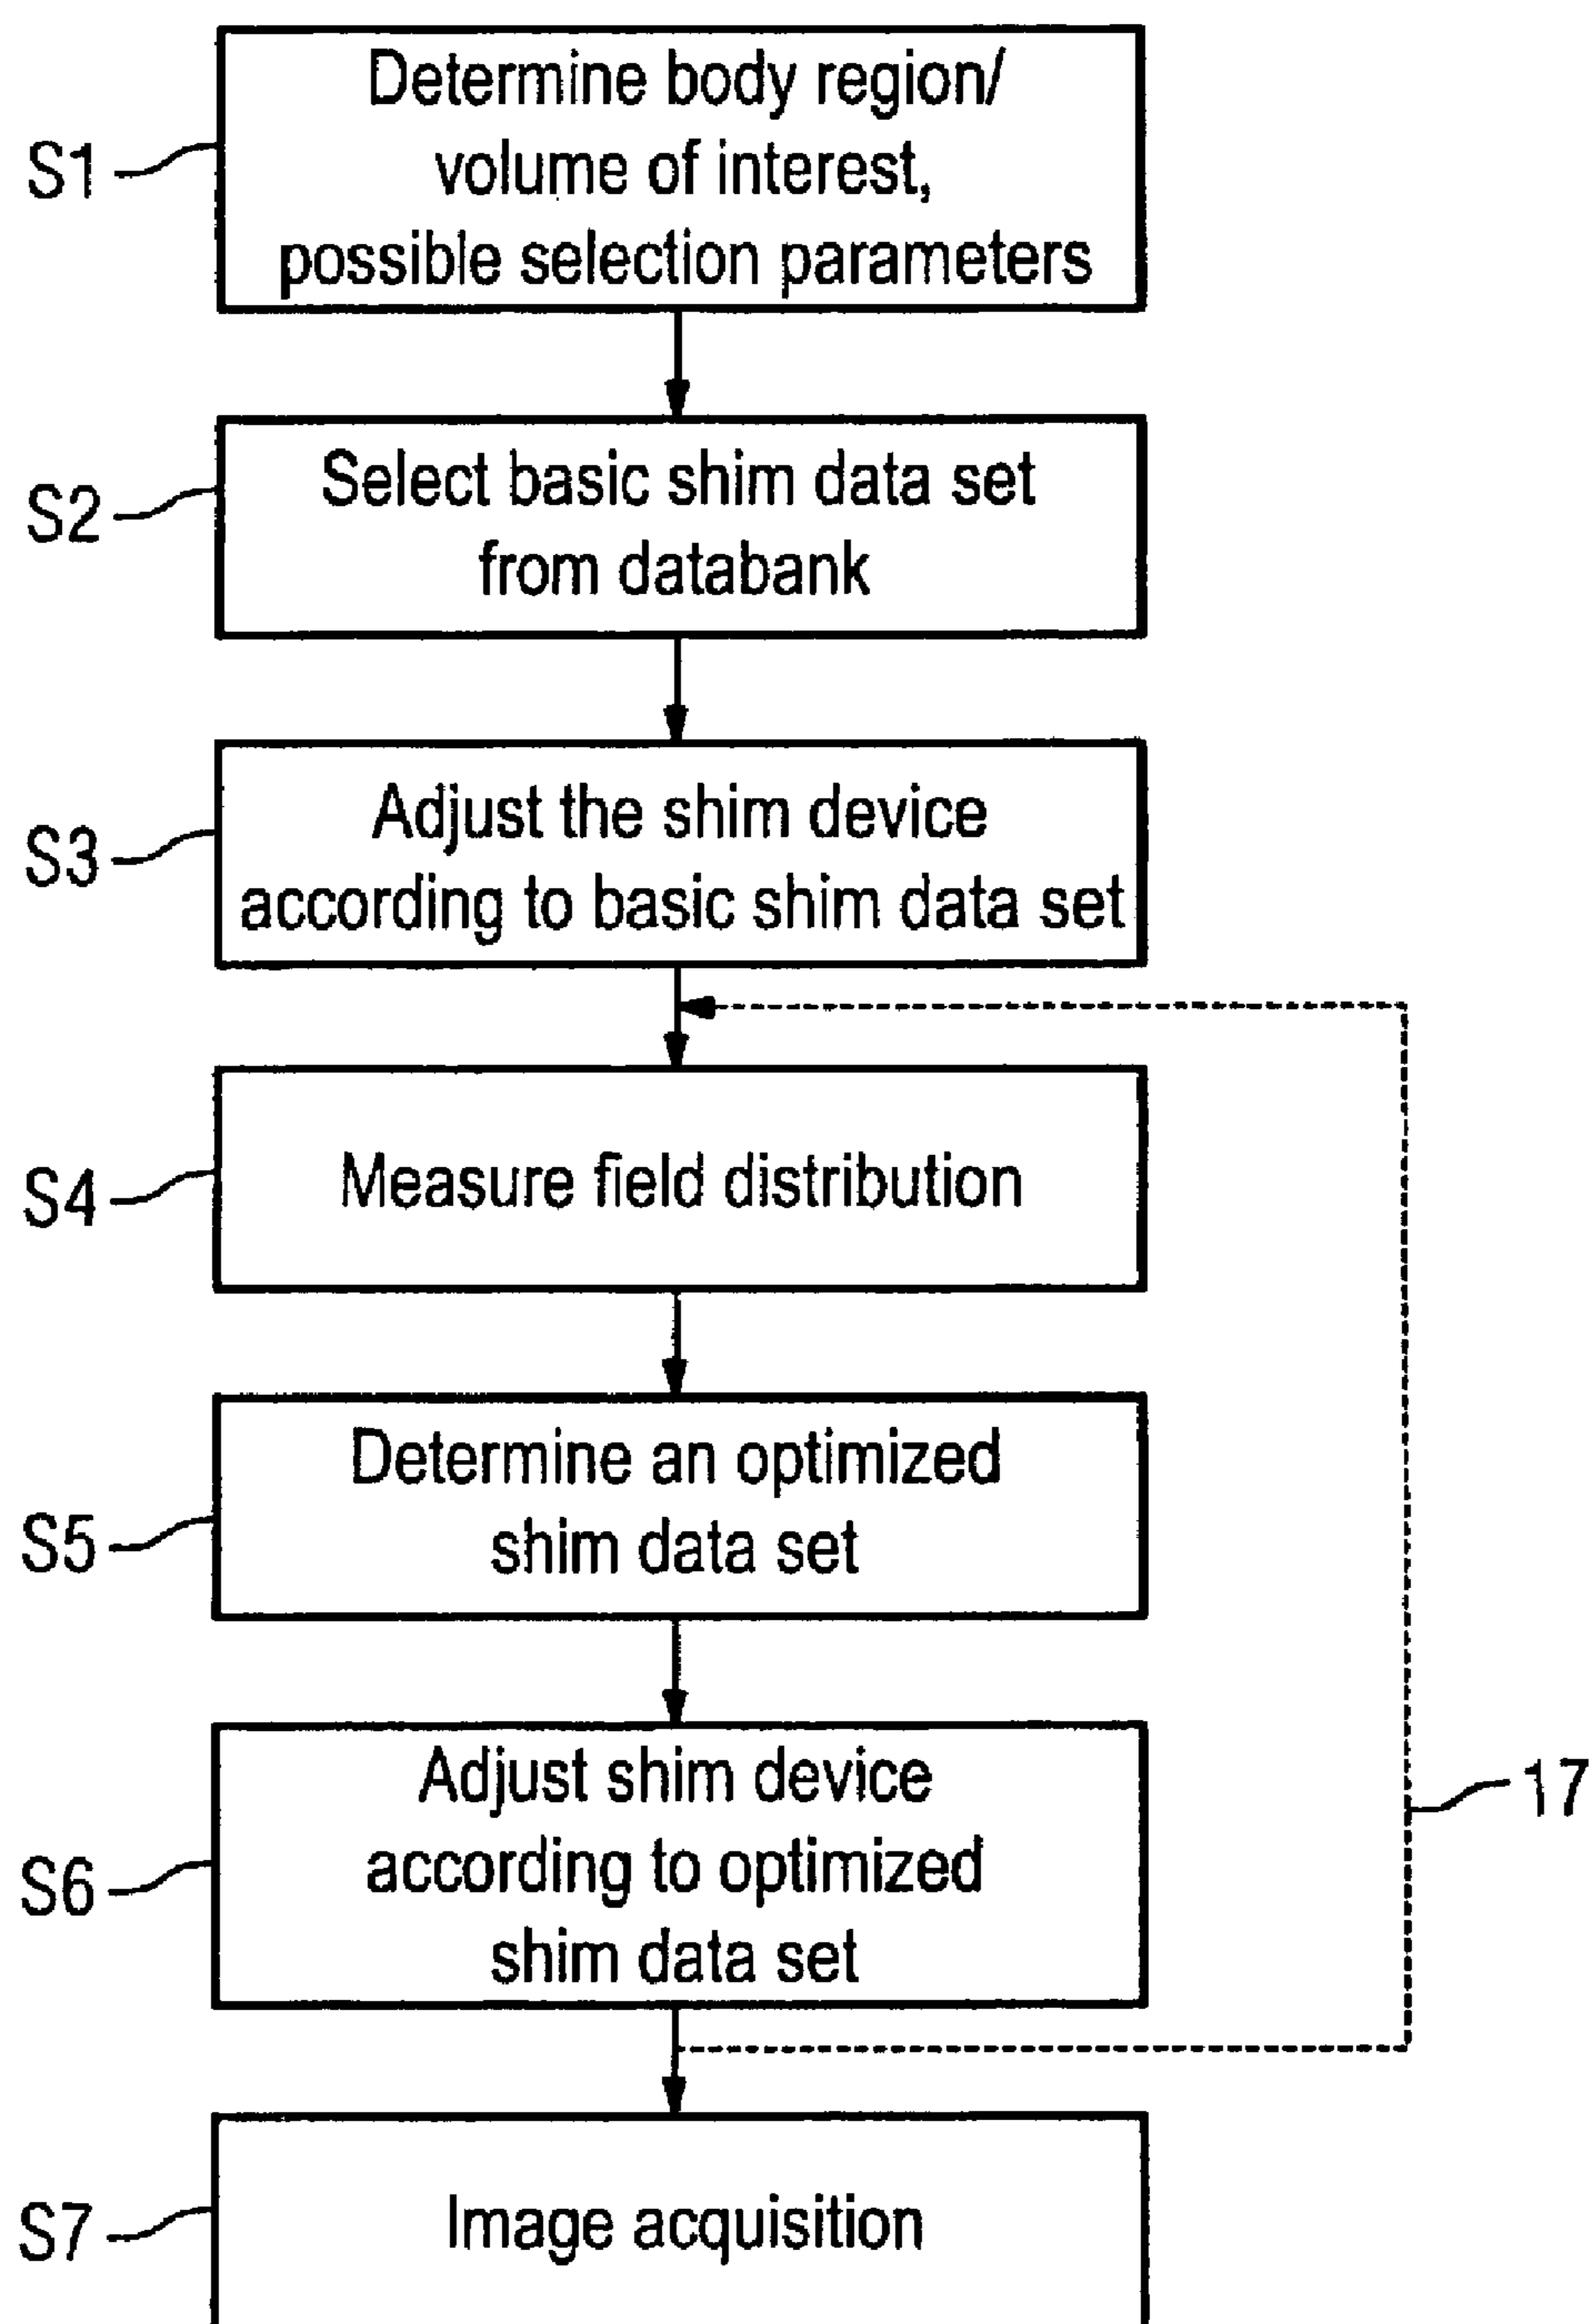 S1
Determine body region/
volume of interest,
possible selection parameters
S2
Select basic shim data set
from databank
S3
Adjust the shim device
according to basic shim data set
S4
Measure field distribution
S5
Determine an optimized
shim data set
S6
Adjust shim device
according to optimized
shim data set
17
S7
Image acquisition